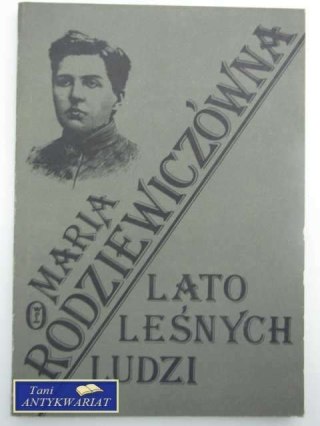 MARIA
RODZIEWICZÓWNA
LATO
LEŚNYCH
LUDZI
Tani
ANTYKWARIAT